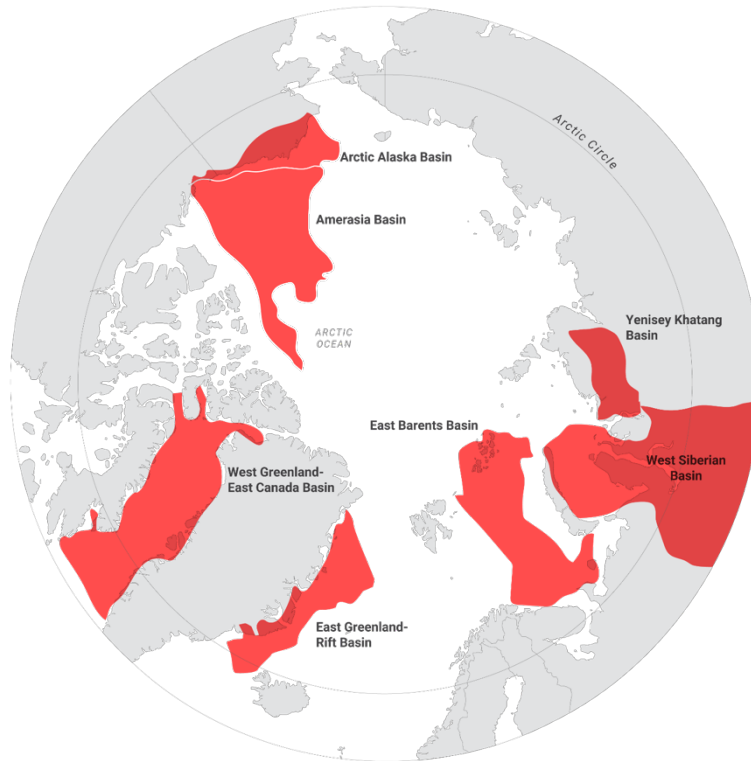 Arctic Circle
Arctic Alaska Basin
Amerasia Basin
ARCTIC
OCEAN
Yenisey Khatang
Basin
East Barents Basin
West Siberian
Basin
West Greenland-
East Canada Basin
East Greenland-
Rift Basin